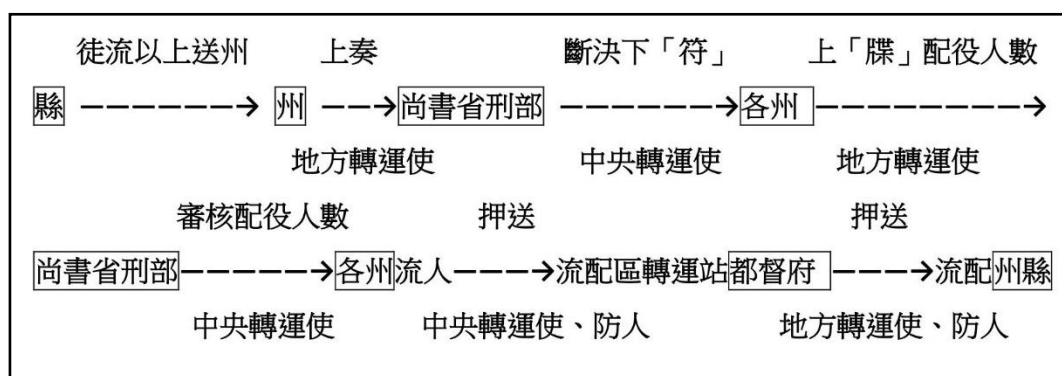 徒流以上送州 上奏 斷決下「符」 上「牒」配役人數
縣 ------→ 州 --→ 尚書省刑部 ------→ 各州 -------→
地方轉運使 中央轉運使 地方轉運使
審核配役人數 押送 押送
尚書省刑部-----→各州流人---→流配區轉運站都督府 ---→流配州縣
中央轉運使 中央轉運使、防人 地方轉運使、防人